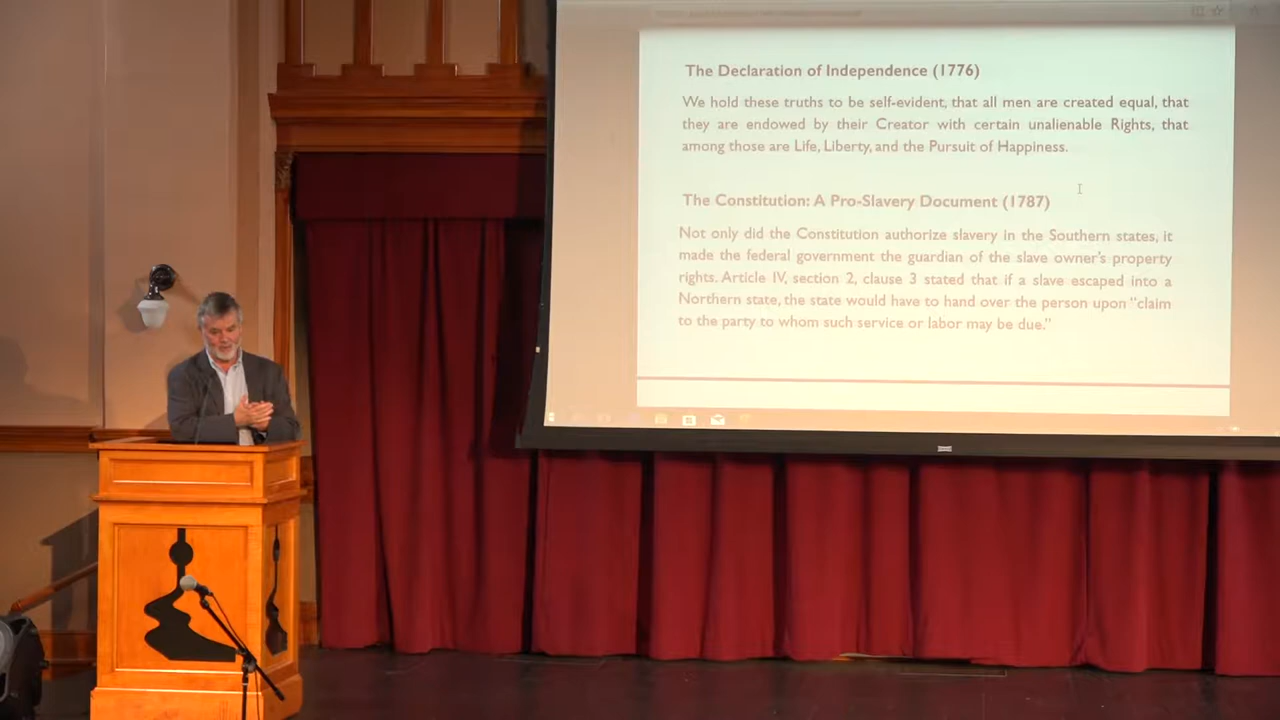 The Declaration of Independence (1776)
We hold these truths to be self-evident, that all men are created equal, that
they are endowed by their Creator with certain unalienable Rights, that
among those are Life, Liberty, and the Pursuit of Happiness.
The Constitution: A Pro-Slavery Document (1787)
Not only did the Constitution authorize slavery in the Southern states, it
made the federal government the guardian of the slave owner's property
rights. Article IV, section 2, clause 3 stated that if a slave escaped into a
Northern state, the state would have to hand over the person upon "claim
to the party to whom such service or labor may be due."